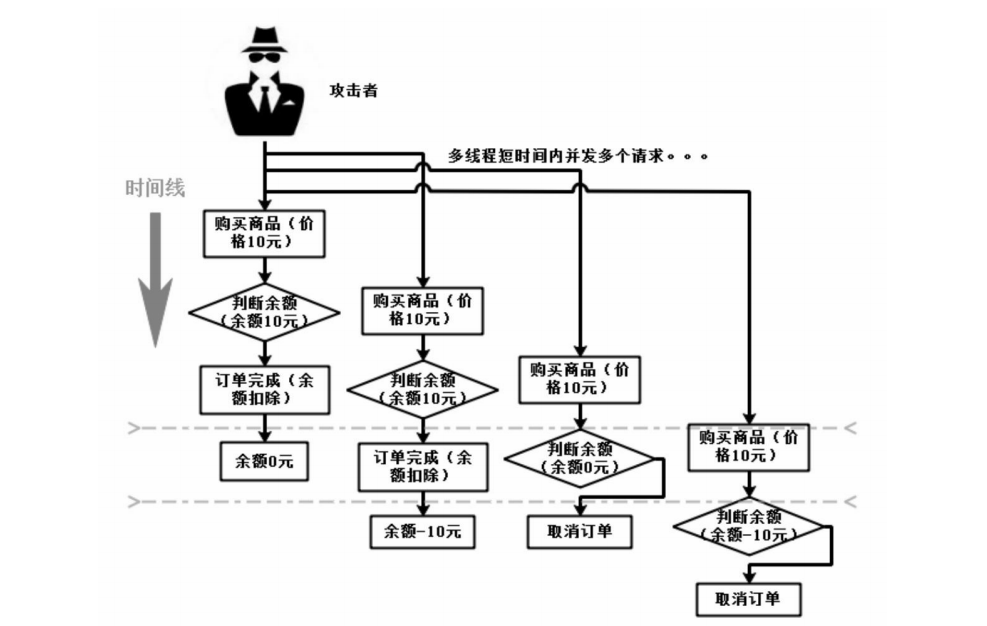 攻击者
多线程短时间内并发多个请求。。。
时间线
购买商品（价
格10元）
判断余额
（余额10元）
订单完成（余
额扣除）
余额0元
购买商品（价
格10元）
判断余额
（余额10元）
订单完成（余
额扣除）
余额-10元
购买商品（价
格10元）
判断余额
（余额0元）
取消订单
购买商品（价
格10元）
判断余额
（余额-10元）
取消订单